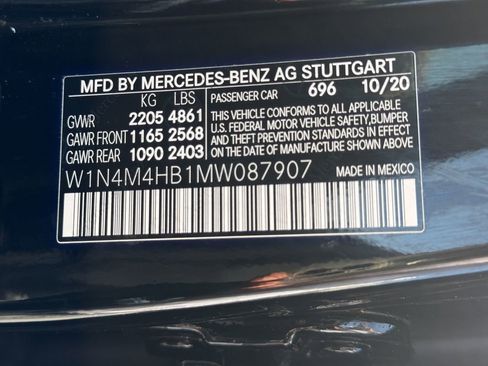 MFD BY MERCEDES-BENZ AG STUTTGART
KG LBS PASSENGER CAR 696 10/20
GVWR 2205 4861
GAWR FRONT 1165 2568
GAWR REAR 1090 2403
THIS VEHICLE CONFORMS TO ALL APPLICABLE
U.S. FEDERAL MOTOR VEHICLE SAFETY, BUMPER
AND THEFT PREVENTION STANDARDS IN EFFECT
ON THE DATE OF MANUFACTURE SHOWN ABOVE
W1N4M4HB1MW087907 MADE IN MEXICO